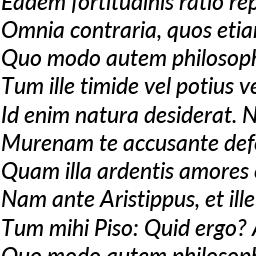 Eadem fortitudinis ratio rep
Omnia contraria, quos etiar
Quo modo autem philosoph
Tum ille timide vel potius ve
Id enim natura desiderat. N
Murenam te accusante defe
Quam illa ardentis amores
Nam ante Aristippus, et ille
Tum mihi Piso: Quid ergo? A
Quo modo autem philosoph